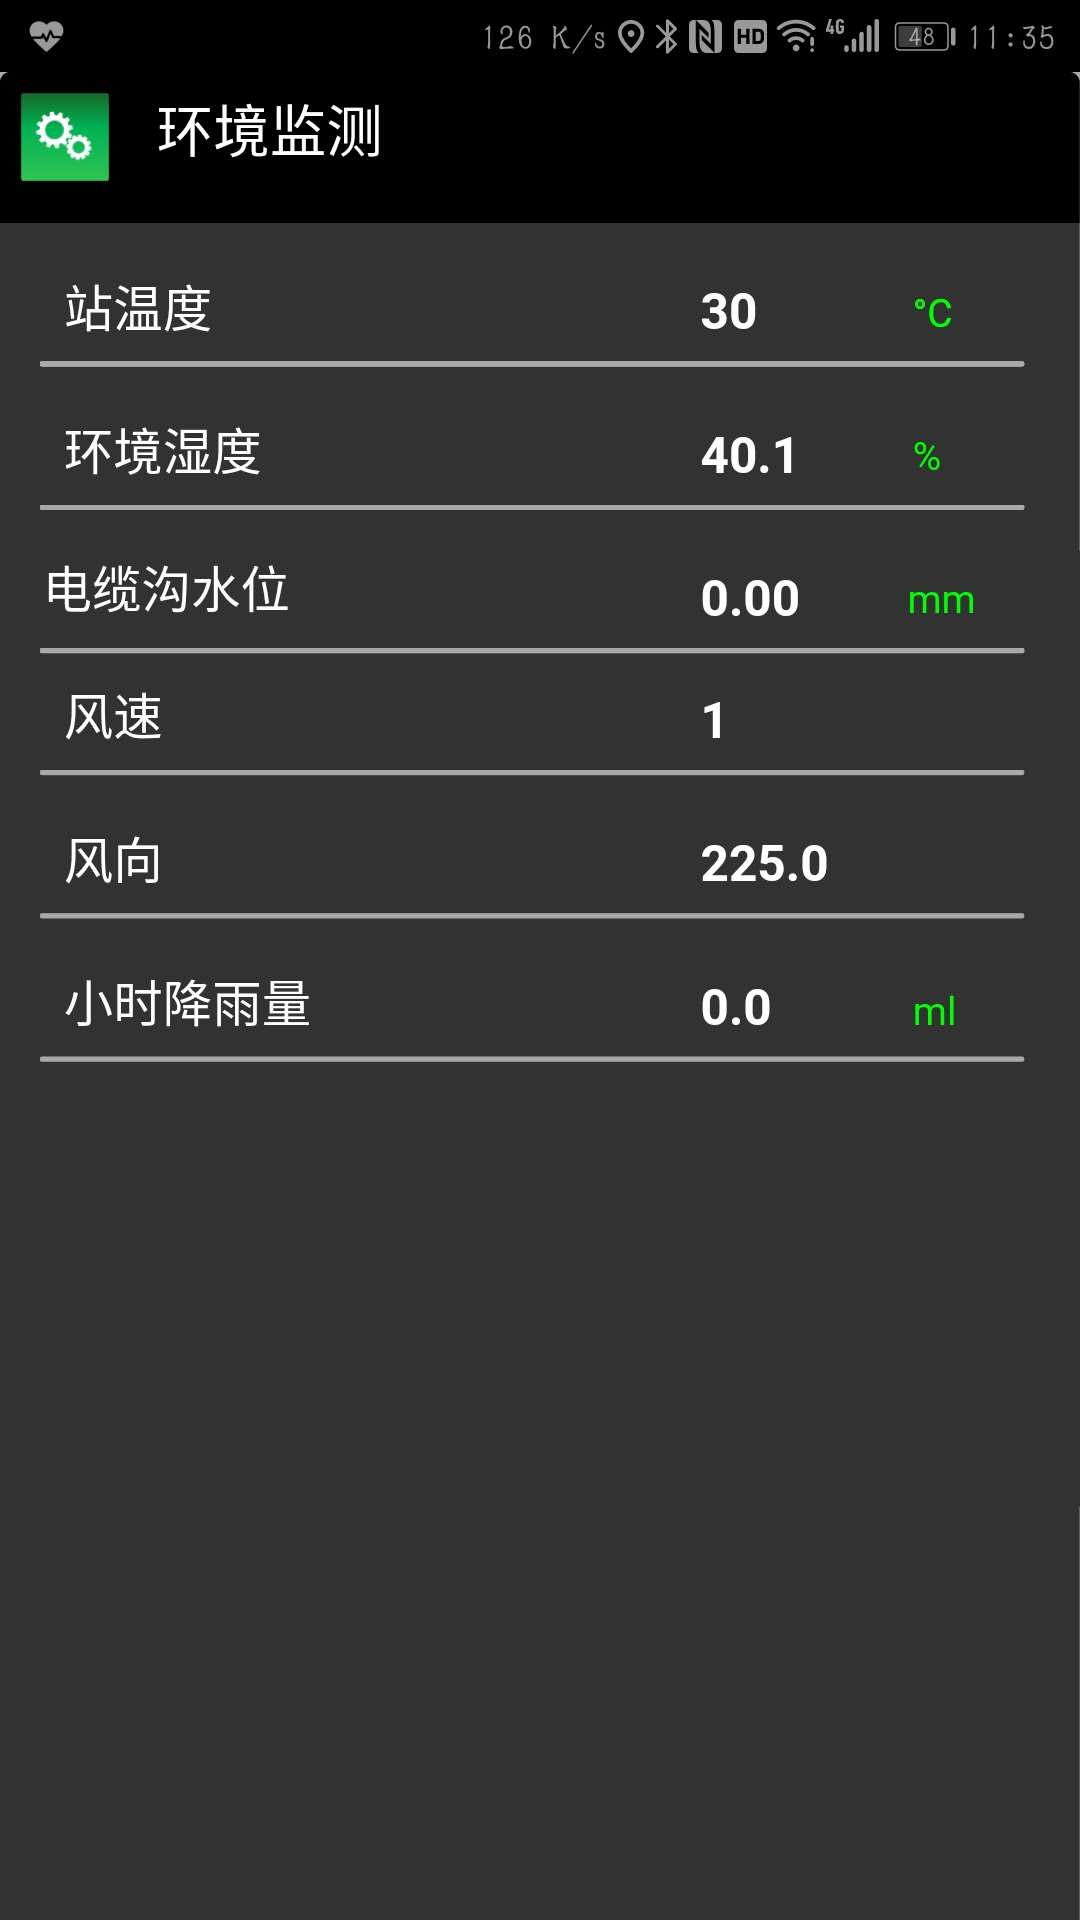 126 K/s HD 4G 48 11:35
环境监测
站温度 30 °C
环境湿度 40.1 %
电缆沟水位 0.00 mm
风速 1
风向 225.0
小时降雨量 0.0 ml